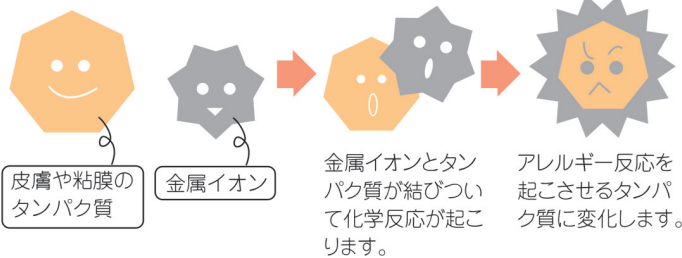 皮膚や粘膜の
タンパク質
金属イオン
金属イオンとタン
パク質が結びつい
て化学反応が起こ
ります。
アレルギー反応を
起こさせるタンパ
ク質に変化します。